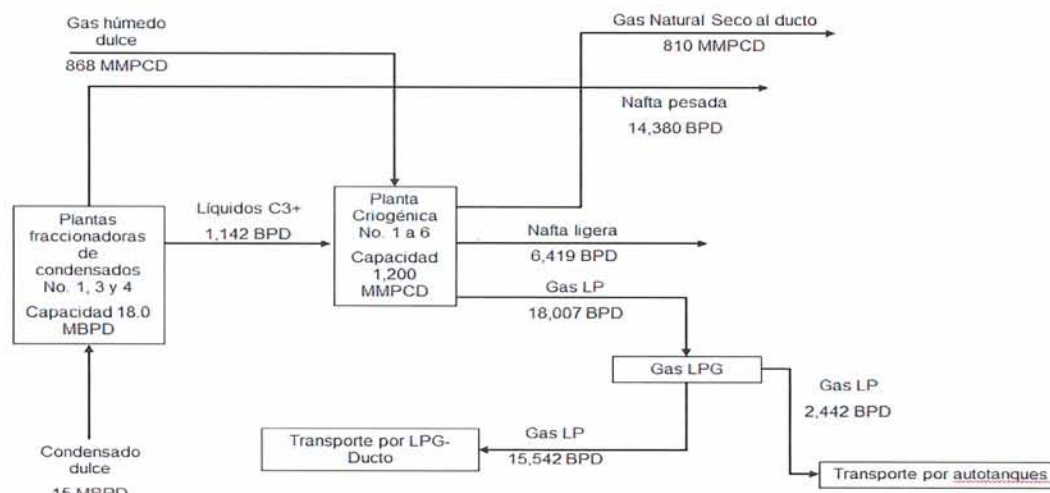 Gas húmedo
dulce
868 MMPCD
Gas Natural Seco al ducto
810 MMPCD
Nafta pesada
14,380 BPD
Plantas
fraccionadoras
de
condensados
No. 1, 3 y 4
Capacidad 18.0
MBPD
Líquidos C3+
1,142 BPD
Planta
Criogénica
No. 1 a 6
Capacidad
1,200
MMPCD
Nafta ligera
6,419 BPD
Gas LP
18,007 BPD
Gas LPG
Gas LP
2,442 BPD
Transporte por LPG-
Ducto
Gas LP
15,542 BPD
Transporte por autotanques
Condensado
dulce
15 MBPD